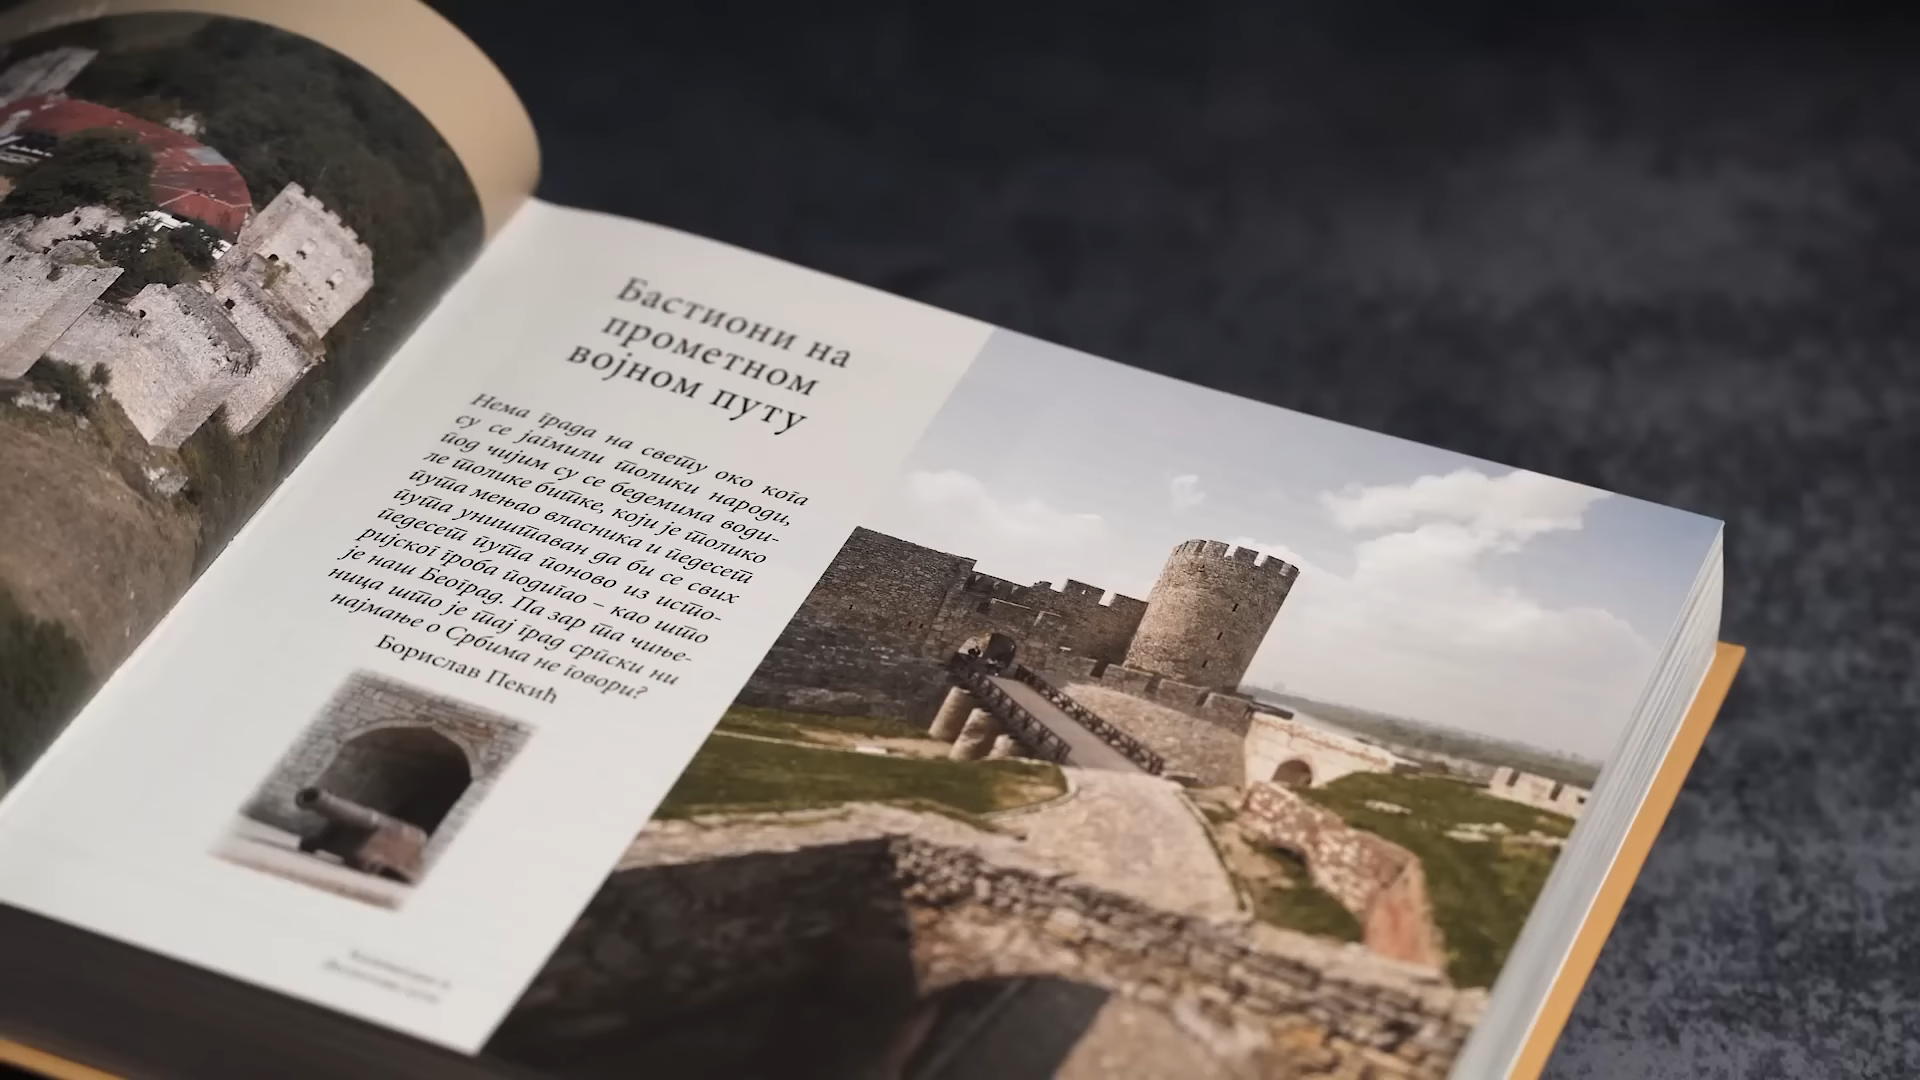 Бастиони на
прометном
војном путу
Нема града на свету око кога
су се јагмили толики народи,
под чијим су се бедемима води-
ле толике битке, који је толико
пута мењао власника и педесет
пута уништаван да би се свих
педесет пута поново из исто-
ријског гроба подигао – као што
је наш Београд. Па зар та чиње-
ница што је тај град српски ни
најмање о Србима не говори?
Борислав Пекић